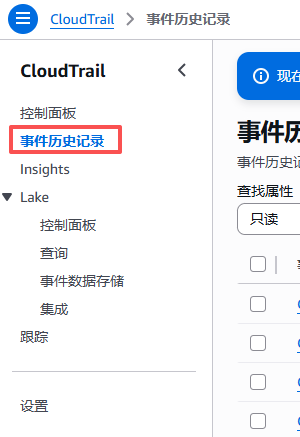 CloudTrail > 事件历史记录
CloudTrail
控制面板
事件历史记录
Insights
Lake
控制面板
查询
事件数据存储
集成
跟踪
设置
现在
事件历
事件历史记
查找属性
只读